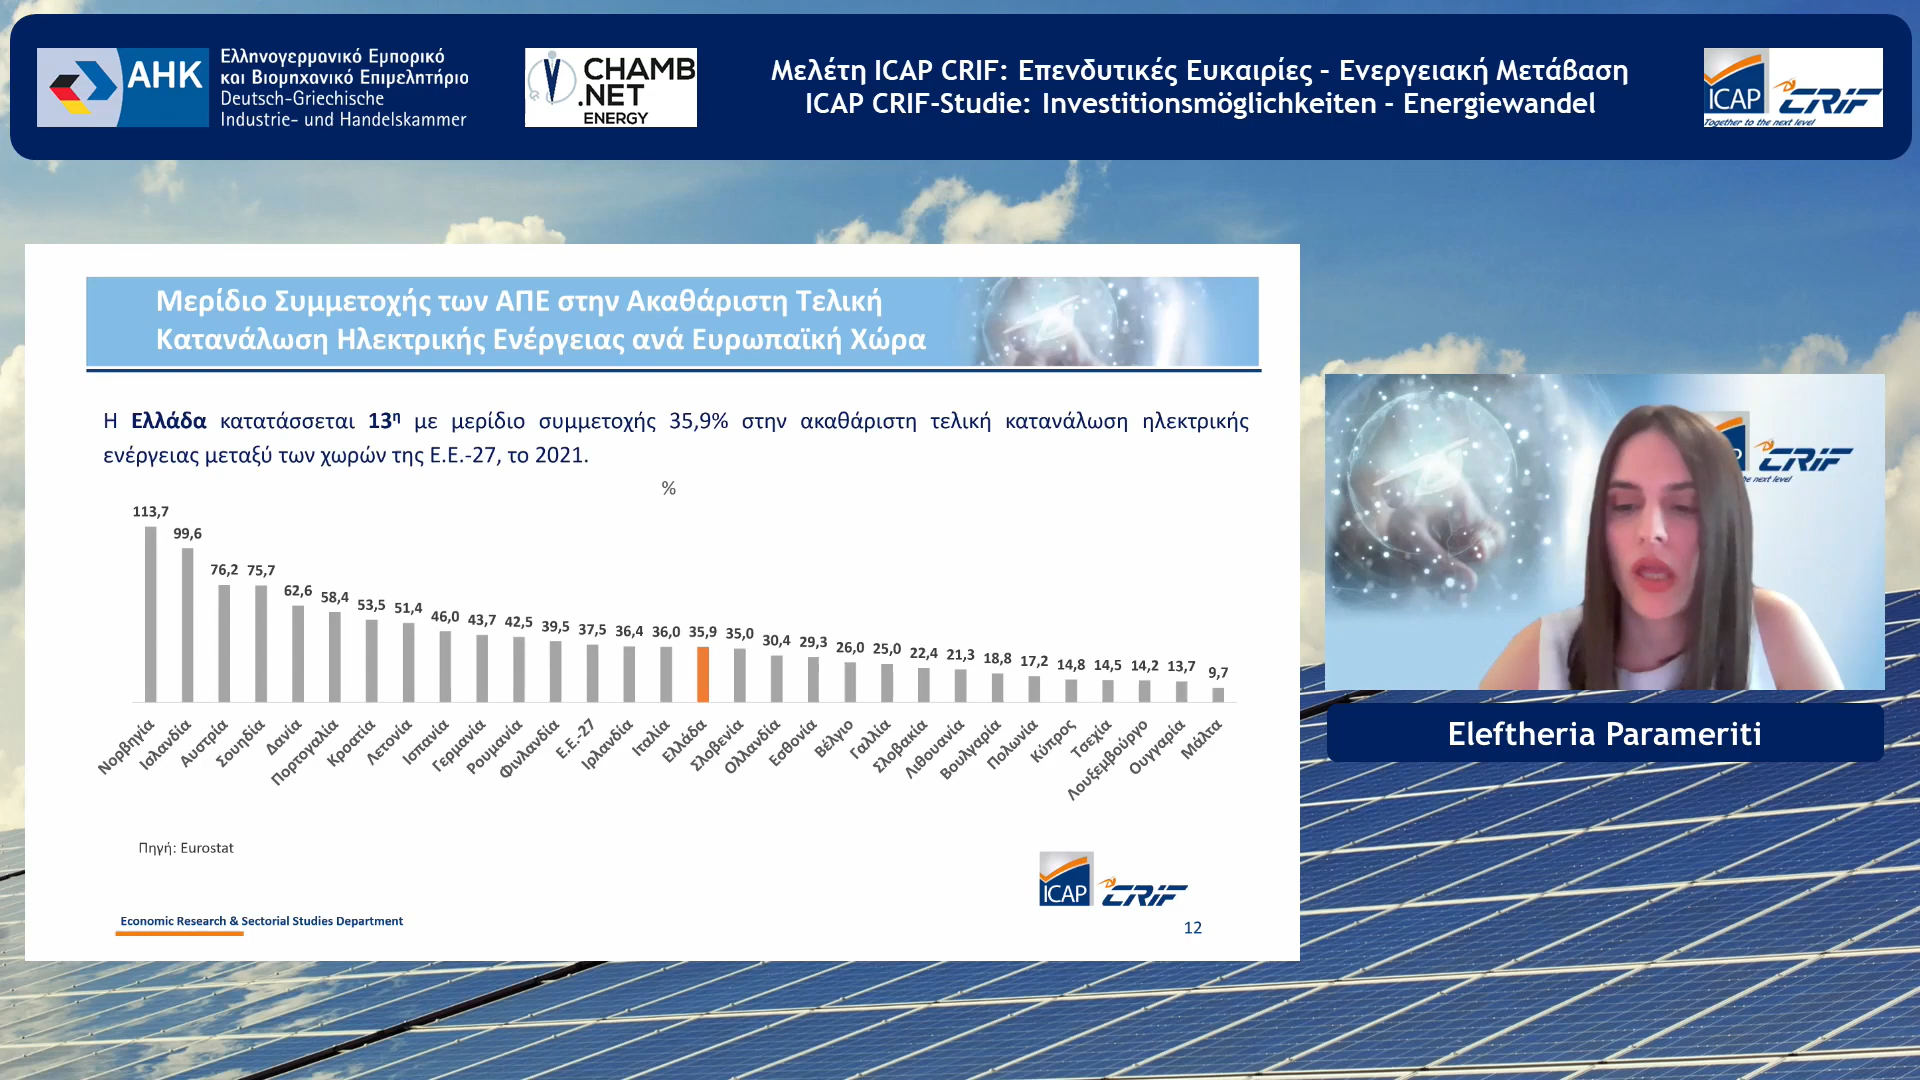 AHK
Ελληνογερμανικό Εμπορικό
και Βιομηχανικό Επιμελητήριο
Deutsch-Griechische
Industrie- und Handelskammer
CHAMB
.NET
ENERGY
Μελέτη ICAP CRIF: Επενδυτικές Ευκαιρίες – Ενεργειακή Μετάβαση
ICAP CRIF-Studie: Investitionsmöglichkeiten – Energiewandel
ICAP CRIF
Together to the next level
Μερίδιο Συμμετοχής των ΑΠΕ στην Ακαθάριστη Τελική
Κατανάλωση Ηλεκτρικής Ενέργειας ανά Ευρωπαϊκή Χώρα
Η Ελλάδα κατατάσσεται 13η με μερίδιο συμμετοχής 35,9% στην ακαθάριστη τελική κατανάλωση ηλεκτρικής
ενέργειας μεταξύ των χωρών της Ε.Ε.-27, το 2021.
%
113,7 99,6 76,2 75,7 62,6 58,4 53,5 51,4 46,0 43,7 42,5 39,5 37,5 36,4 36,0 35,9 35,0 30,4 29,3 26,0 25,0 22,4 21,3 18,8 17,2 14,8 14,5 14,2 13,7 9,7
Νορβηγία Ισλανδία Αυστρία Σουηδία Δανία Πορτογαλία Κροατία Λετονία Ισπανία Γερμανία Ρουμανία Φινλανδία Ε.Ε.-27 Ιρλανδία Ιταλία Ελλάδα Σλοβενία Ολλανδία Εσθονία Βέλγιο Γαλλία Σλοβακία Λιθουανία Βουλγαρία Πολωνία Κύπρος Τσεχία Λουξεμβούργο Ουγγαρία Μάλτα
Πηγή: Eurostat
ICAP CRIF
Economic Research & Sectorial Studies Department
12
P CRIF
he next level
Eleftheria Parameriti